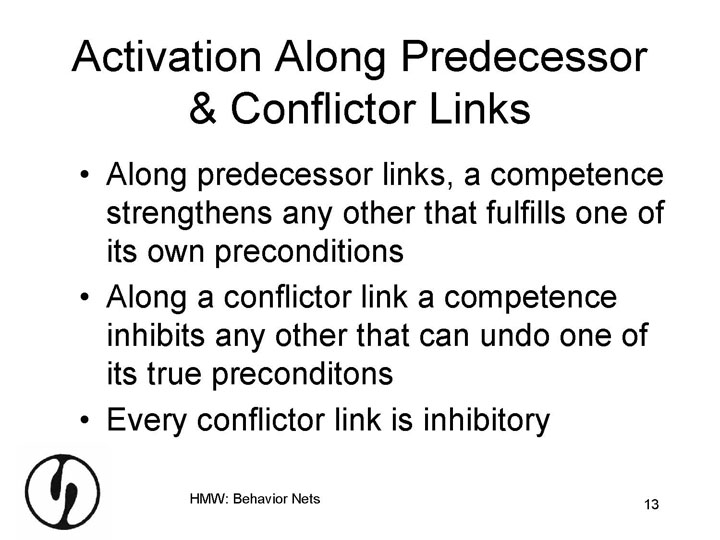 Activation Along Predecessor
& Conflictor Links
• Along predecessor links, a competence
strengthens any other that fulfills one of
its own preconditions
• Along a conflictor link a competence
inhibits any other that can undo one of
its true preconditons
• Every conflictor link is inhibitory
HMW: Behavior Nets
13